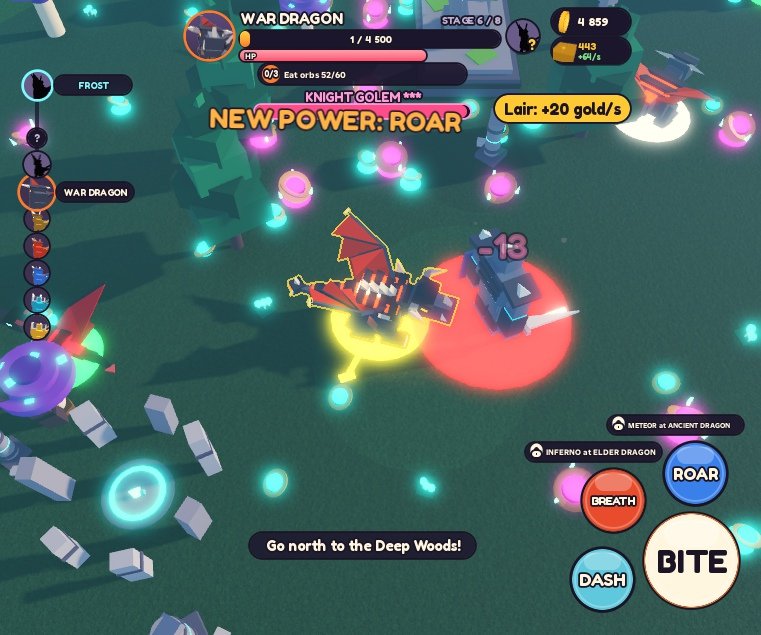 WAR DRAGON
STAGE 6 / 8
1 / 4 500
HP
0/3 Eat orbs 52/60
?
4 859
443
+64/s
FROST
KNIGHT GOLEM ***
NEW POWER: ROAR
Lair: +20 gold/s
?
WAR DRAGON
-13
METEOR at ANCIENT DRAGON
INFERNO at ELDER DRAGON
ROAR
BREATH
Go north to the Deep Woods!
BITE
DASH